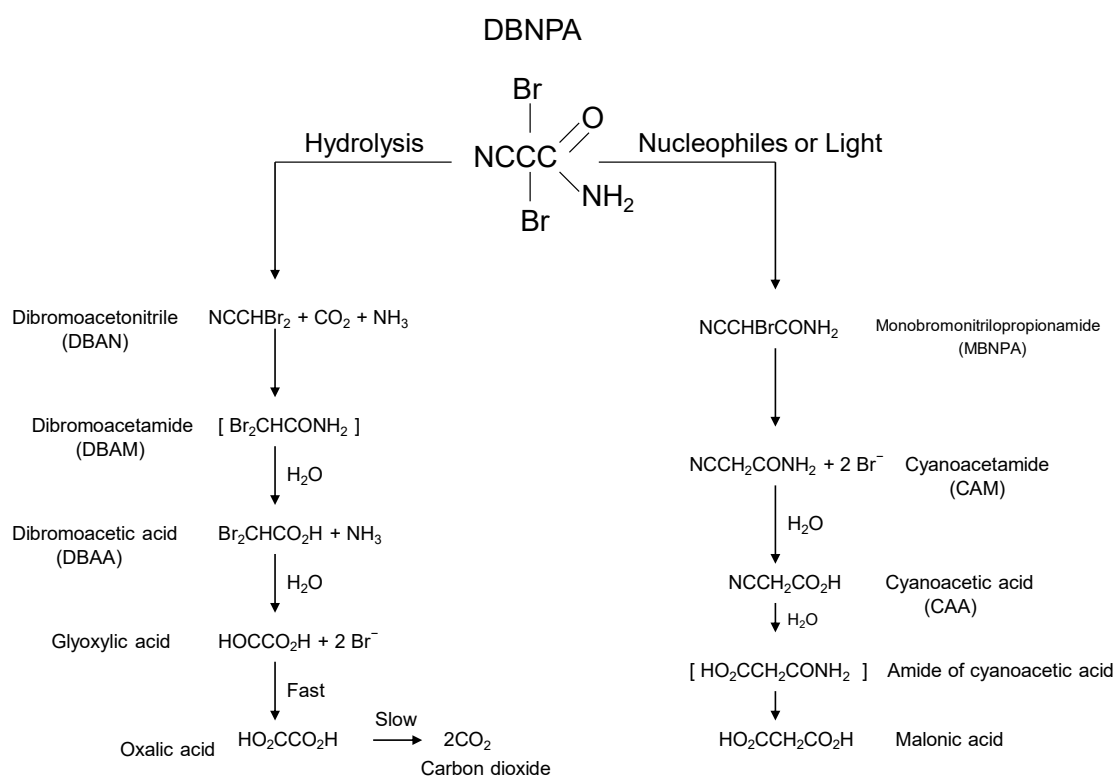 DBNPA
Hydrolysis
Nucleophiles or Light
Br
O
NCCC
NH₂
Br
Dibromoacetonitrile
(DBAN)
NCCHBr₂ + CO₂ + NH₃
NCCHBrCONH₂
Monobromonitrilopropionamide
(MBNPA)
Dibromoacetamide
(DBAM)
[ Br₂CHCONH₂ ]
H₂O
NCCH₂CONH₂ + 2 Br⁻
Cyanoacetamide
(CAM)
H₂O
Dibromoacetic acid
(DBAA)
Br₂CHCO₂H + NH₃
H₂O
NCCH₂CO₂H
Cyanoacetic acid
(CAA)
H₂O
Glyoxylic acid
HOCCO₂H + 2 Br⁻
Fast
[ HO₂CCH₂CONH₂ ]
Amide of cyanoacetic acid
Oxalic acid
HO₂CCO₂H
Slow
2CO₂
Carbon dioxide
HO₂CCH₂CO₂H
Malonic acid